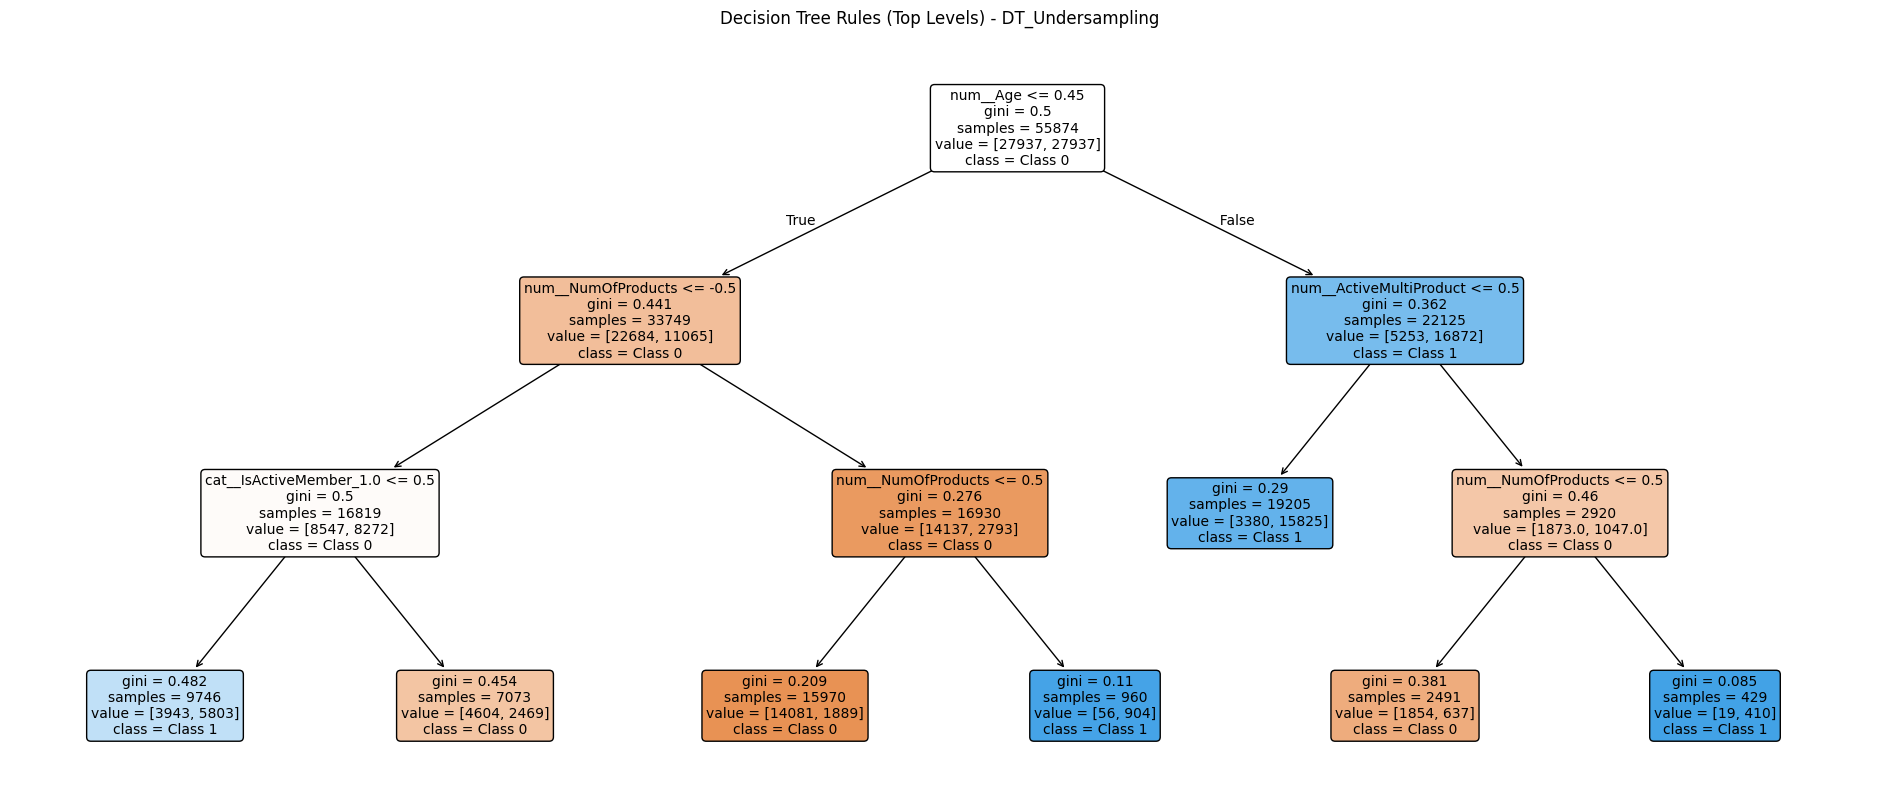 Decision Tree Rules (Top Levels) - DT_Undersampling
num__Age <= 0.45
gini = 0.5
samples = 55874
value = [27937, 27937]
class = Class 0
True
False
num__NumOfProducts <= -0.5
gini = 0.441
samples = 33749
value = [22684, 11065]
class = Class 0
num__ActiveMultiProduct <= 0.5
gini = 0.362
samples = 22125
value = [5253, 16872]
class = Class 1
cat__IsActiveMember_1.0 <= 0.5
gini = 0.5
samples = 16819
value = [8547, 8272]
class = Class 0
num__NumOfProducts <= 0.5
gini = 0.276
samples = 16930
value = [14137, 2793]
class = Class 0
gini = 0.29
samples = 19205
value = [3380, 15825]
class = Class 1
num__NumOfProducts <= 0.5
gini = 0.46
samples = 2920
value = [1873.0, 1047.0]
class = Class 0
gini = 0.482
samples = 9746
value = [3943, 5803]
class = Class 1
gini = 0.454
samples = 7073
value = [4604, 2469]
class = Class 0
gini = 0.209
samples = 15970
value = [14081, 1889]
class = Class 0
gini = 0.11
samples = 960
value = [56, 904]
class = Class 1
gini = 0.381
samples = 2491
value = [1854, 637]
class = Class 0
gini = 0.085
samples = 429
value = [19, 410]
class = Class 1